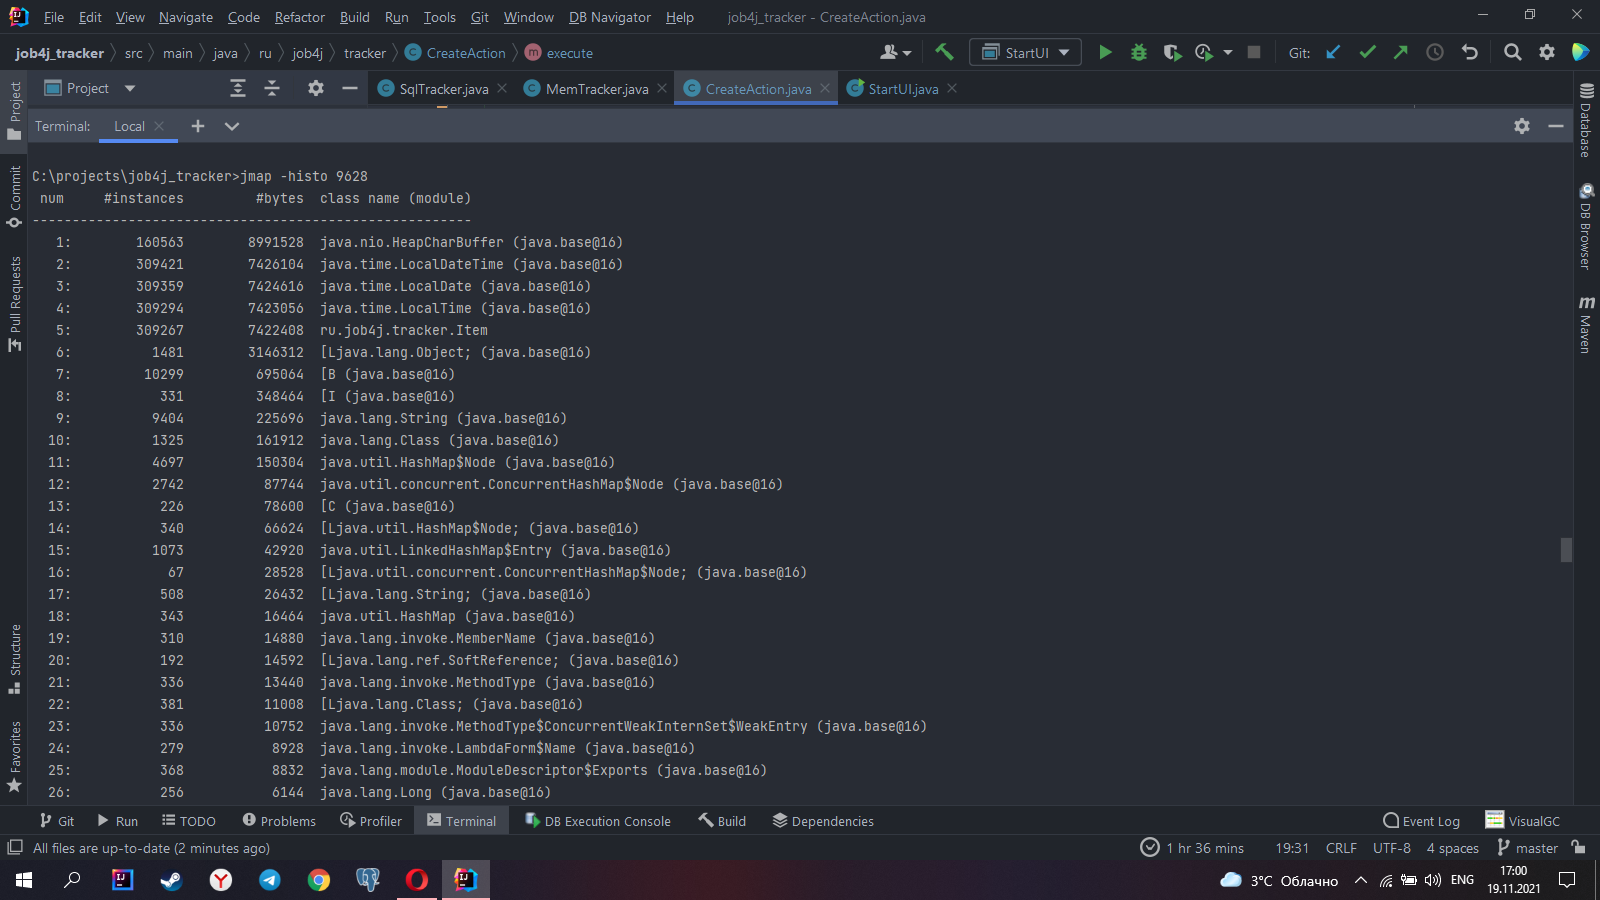 File Edit View Navigate Code Refactor Build Run Tools Git Window DB Navigator Help job4j_tracker - CreateAction.java
job4j_tracker src main java ru job4j tracker CreateAction execute StartUI Git:
Project SqlTracker.java MemTracker.java CreateAction.java StartUI.java
Terminal: Local
C:\projects\job4j_tracker>jmap -histo 9628
num #instances #bytes class name (module)
-------------------------------------------------------
1: 160563 8991528 java.nio.HeapCharBuffer (java.base@16)
2: 309421 7426104 java.time.LocalDateTime (java.base@16)
3: 309359 7424616 java.time.LocalDate (java.base@16)
4: 309294 7423056 java.time.LocalTime (java.base@16)
5: 309267 7422408 ru.job4j.tracker.Item
6: 1481 3146312 [Ljava.lang.Object; (java.base@16)
7: 10299 695064 [B (java.base@16)
8: 331 348464 [I (java.base@16)
9: 9404 225696 java.lang.String (java.base@16)
10: 1325 161912 java.lang.Class (java.base@16)
11: 4697 150304 java.util.HashMap$Node (java.base@16)
12: 2742 87744 java.util.concurrent.ConcurrentHashMap$Node (java.base@16)
13: 226 78600 [C (java.base@16)
14: 340 66624 [Ljava.util.HashMap$Node; (java.base@16)
15: 1073 42920 java.util.LinkedHashMap$Entry (java.base@16)
16: 67 28528 [Ljava.util.concurrent.ConcurrentHashMap$Node; (java.base@16)
17: 508 26432 [Ljava.lang.String; (java.base@16)
18: 343 16464 java.util.HashMap (java.base@16)
19: 310 14880 java.lang.invoke.MemberName (java.base@16)
20: 192 14592 [Ljava.lang.ref.SoftReference; (java.base@16)
21: 336 13440 java.lang.invoke.MethodType (java.base@16)
22: 381 11008 [Ljava.lang.Class; (java.base@16)
23: 336 10752 java.lang.invoke.MethodType$ConcurrentWeakInternSet$WeakEntry (java.base@16)
24: 279 8928 java.lang.invoke.LambdaForm$Name (java.base@16)
25: 368 8832 java.lang.module.ModuleDescriptor$Exports (java.base@16)
26: 256 6144 java.lang.Long (java.base@16)
Project
Commit
Pull Requests
Structure
Favorites
Database
DB Browser
m Maven
Git Run TODO Problems Profiler Terminal DB Execution Console Build Dependencies Event Log VisualGC
All files are up-to-date (2 minutes ago) 1 hr 36 mins 19:31 CRLF UTF-8 4 spaces master
3°C Облачно ENG 17:00
19.11.2021